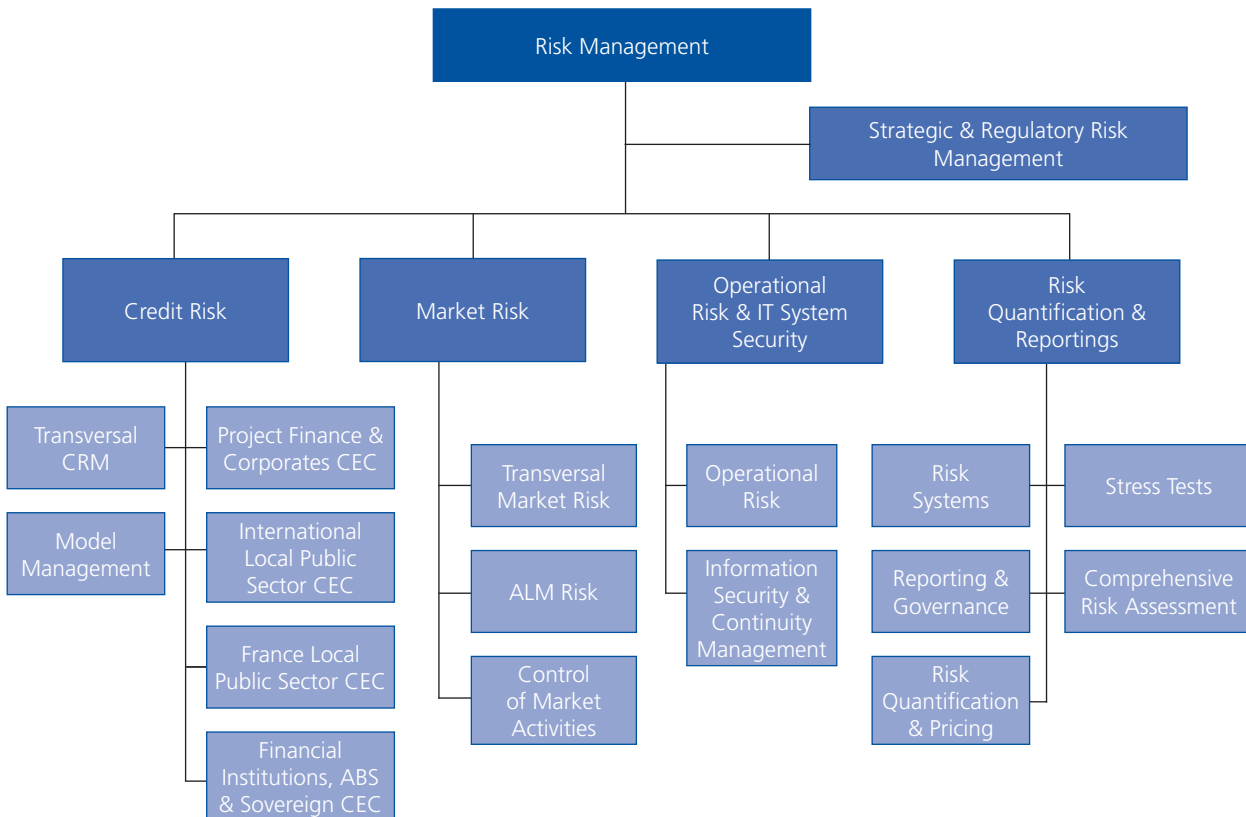 Risk Management
Strategic & Regulatory Risk
Management
Credit Risk
Market Risk
Operational
Risk & IT System
Security
Risk
Quantification &
Reportings
Transversal
CRM
Project Finance &
Corporates CEC
Model
Management
International
Local Public
Sector CEC
France Local
Public Sector CEC
Financial
Institutions, ABS
& Sovereign CEC
Transversal
Market Risk
ALM Risk
Control
of Market
Activities
Operational
Risk
Information
Security &
Continuity
Management
Risk
Systems
Stress Tests
Reporting &
Governance
Comprehensive
Risk Assessment
Risk
Quantification
& Pricing